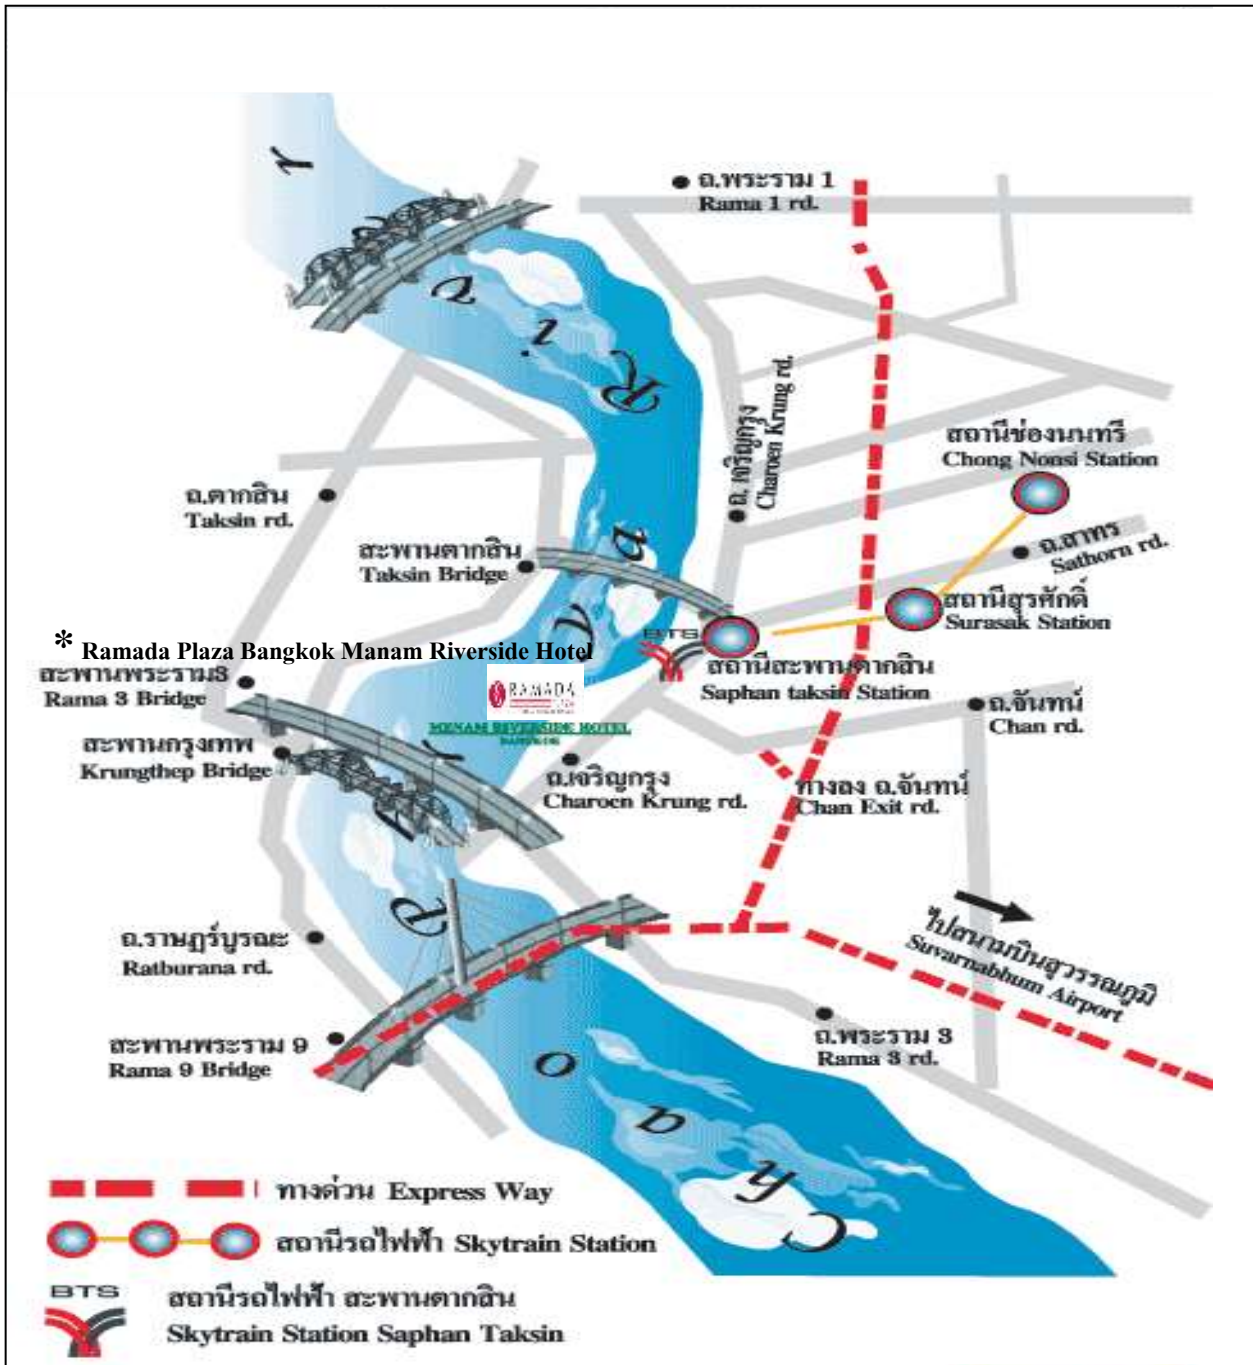 ถ.พระราม 1
Rama 1 rd.
ถ. เจริญกรุง
Charoen Krung rd.
สถานีช่องนนทรี
Chong Nonsi Station
ถ.ตากสิน
Taksin rd.
สะพานตากสิน
Taksin Bridge
ถ.สาทร
Sathorn rd.
สถานีสุรศักดิ์
Surasak Station
BTS
สถานีสะพานตากสิน
Saphan taksin Station
* Ramada Plaza Bangkok Manam Riverside Hotel
RAMADA
MENAM RIVERSIDE HOTEL
BANGKOK
สะพานพระราม3
Rama 3 Bridge
สะพานกรุงเทพ
Krungthep Bridge
ถ.เจริญกรุง
Charoen Krung rd.
ถ.จันทน์
Chan rd.
ทางลง ถ.จันทน์
Chan Exit rd.
ถ.ราษฎร์บูรณะ
Ratburana rd.
สะพานพระราม 9
Rama 9 Bridge
ไปสนามบินสุวรรณภูมิ
Suvarnabhum Airport
ถ.พระราม 3
Rama 3 rd.
Chao Praya River
ทางด่วน Express Way
สถานีรถไฟฟ้า Skytrain Station
BTS
สถานีรถไฟฟ้า สะพานตากสิน
Skytrain Station Saphan Taksin